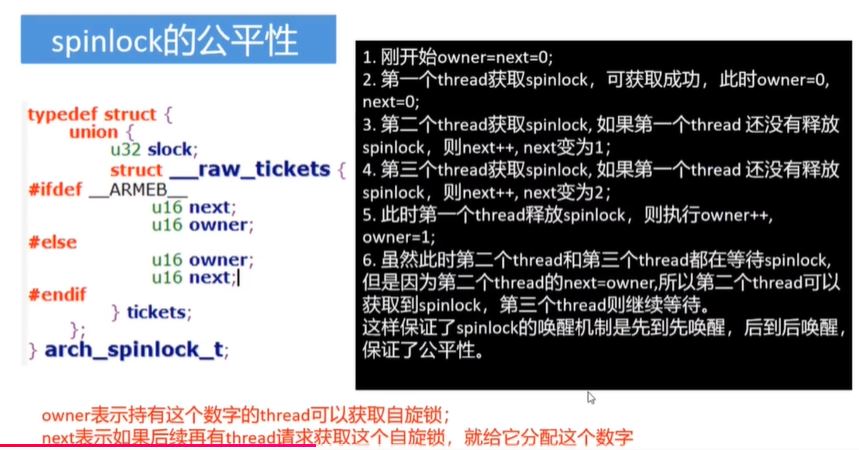 spinlock的公平性
typedef struct {
union {
u32 slock;
struct __raw_tickets {
#ifdef __ARMEB__
u16 next;
u16 owner;
#else
u16 owner;
u16 next;
#endif
} tickets;
};
} arch_spinlock_t;
1. 刚开始owner=next=0;
2. 第一个thread获取spinlock，可获取成功，此时owner=0,
next=0;
3. 第二个thread获取spinlock, 如果第一个thread 还没有释放
spinlock，则next++, next变为1；
4. 第三个thread获取spinlock, 如果第一个thread 还没有释放
spinlock，则next++, next变为2；
5. 此时第一个thread释放spinlock，则执行owner++,
owner=1;
6. 虽然此时第二个thread和第三个thread都在等待spinlock,
但是因为第二个thread的next=owner,所以第二个thread可以
获取到spinlock，第三个thread则继续等待。
这样保证了spinlock的唤醒机制是先到先唤醒，后到后唤醒，
保证了公平性。
owner表示持有这个数字的thread可以获取自旋锁；
next表示如果后续再有thread请求获取这个自旋锁，就给它分配这个数字